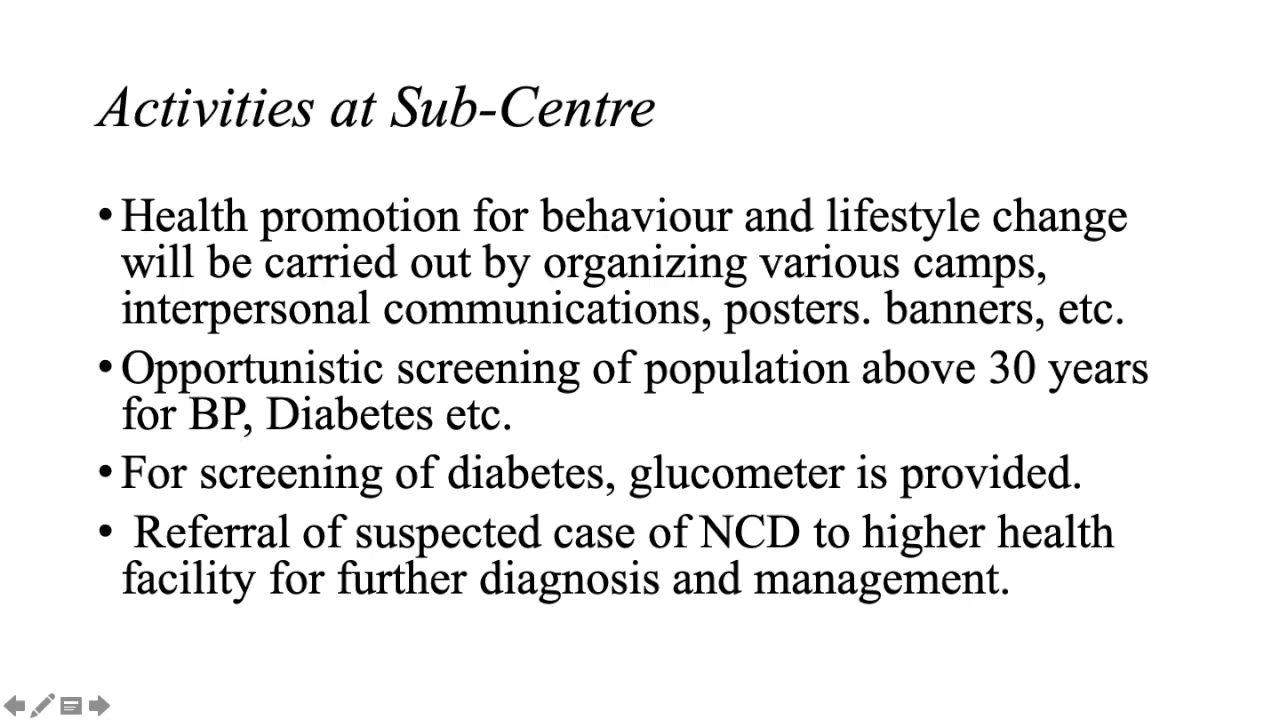 Activities at Sub-Centre
• Health promotion for behaviour and lifestyle change
will be carried out by organizing various camps,
interpersonal communications, posters. banners, etc.
• Opportunistic screening of population above 30 years
for BP, Diabetes etc.
• For screening of diabetes, glucometer is provided.
• Referral of suspected case of NCD to higher health
facility for further diagnosis and management.